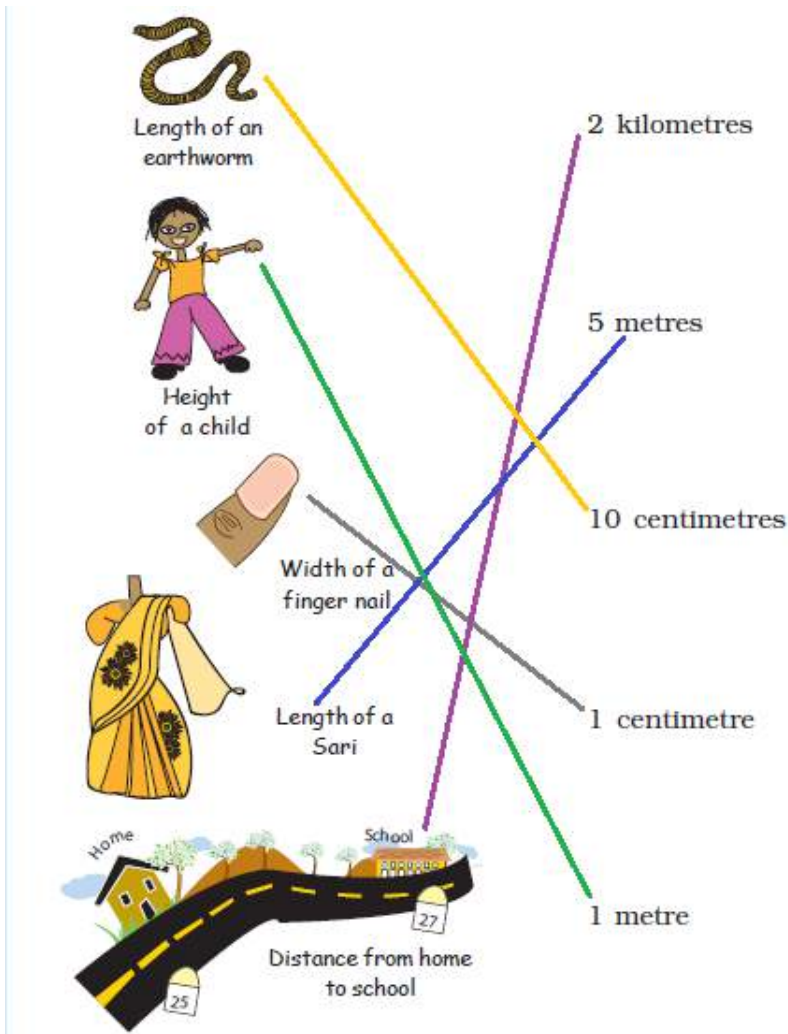 Length of an
earthworm
2 kilometres
Height
of a child
5 metres
10 centimetres
Width of a
finger nail
Length of a
Sari
1 centimetre
Home
School
27
25
Distance from home
to school
1 metre